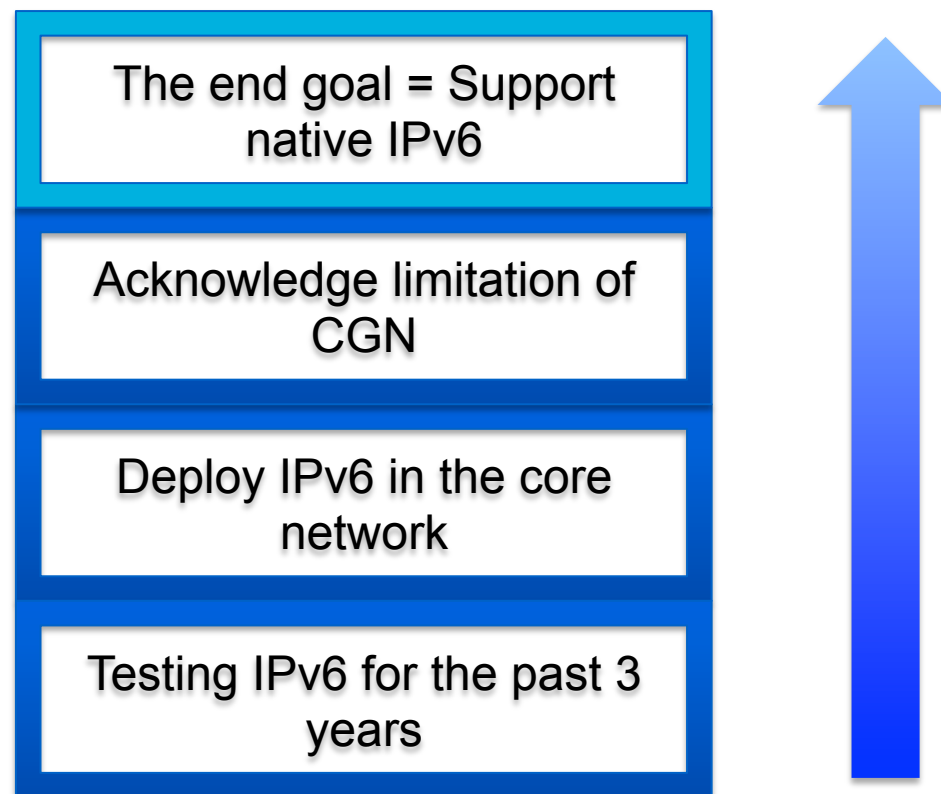 The end goal = Support
native IPv6
Acknowledge limitation of
CGN
Deploy IPv6 in the core
network
Testing IPv6 for the past 3
years